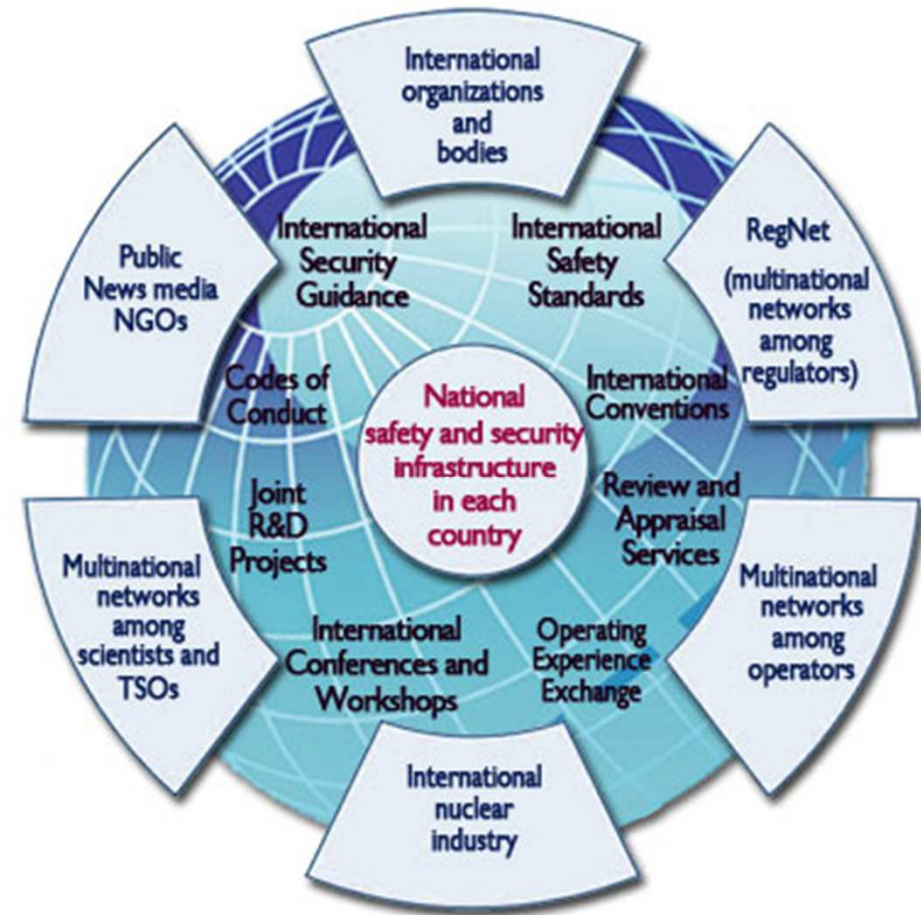 International
organizations
and
bodies
Public
News media
NGOs
International
Security
Guidance
International
Safety
Standards
RegNet
(multinational
networks
among
regulators)
Codes of
Conduct
National
safety and security
infrastructure
in each
country
International
Conventions
Joint
R&D
Projects
Review and
Appraisal
Services
Multinational
networks
among
scientists and
TSOs
International
Conferences and
Workshops
Operating
Experience
Exchange
Multinational
networks
among
operators
International
nuclear
industry